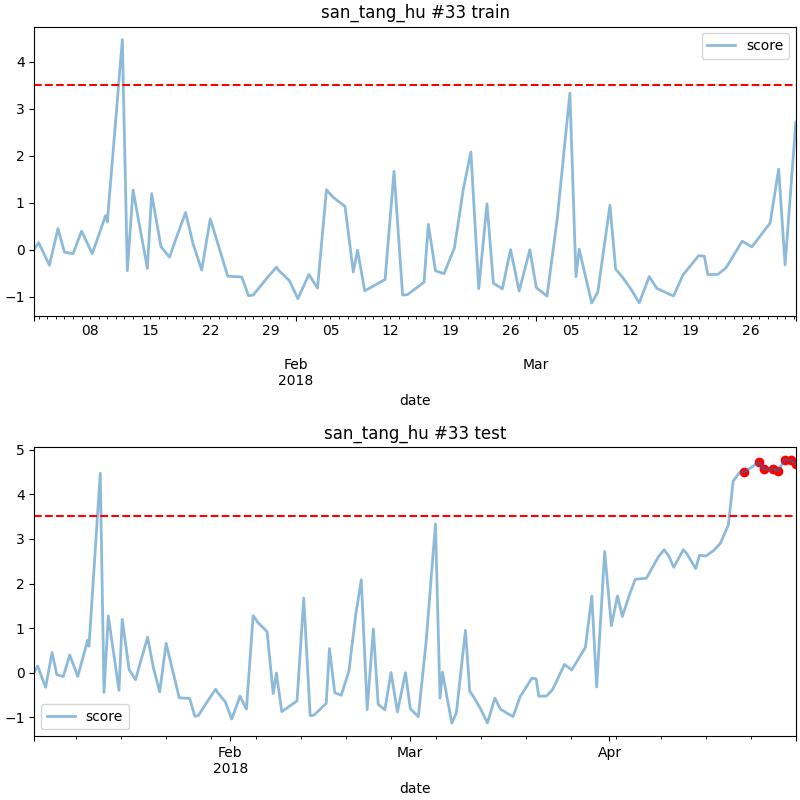 san_tang_hu #33 train
score
4
3
2
1
0
−1
08 15 22 29 05 12 19 26 05 12 19 26
Feb Mar
2018
date
san_tang_hu #33 test
5
4
3
2
1
0
−1
score
Feb Mar Apr
2018
date